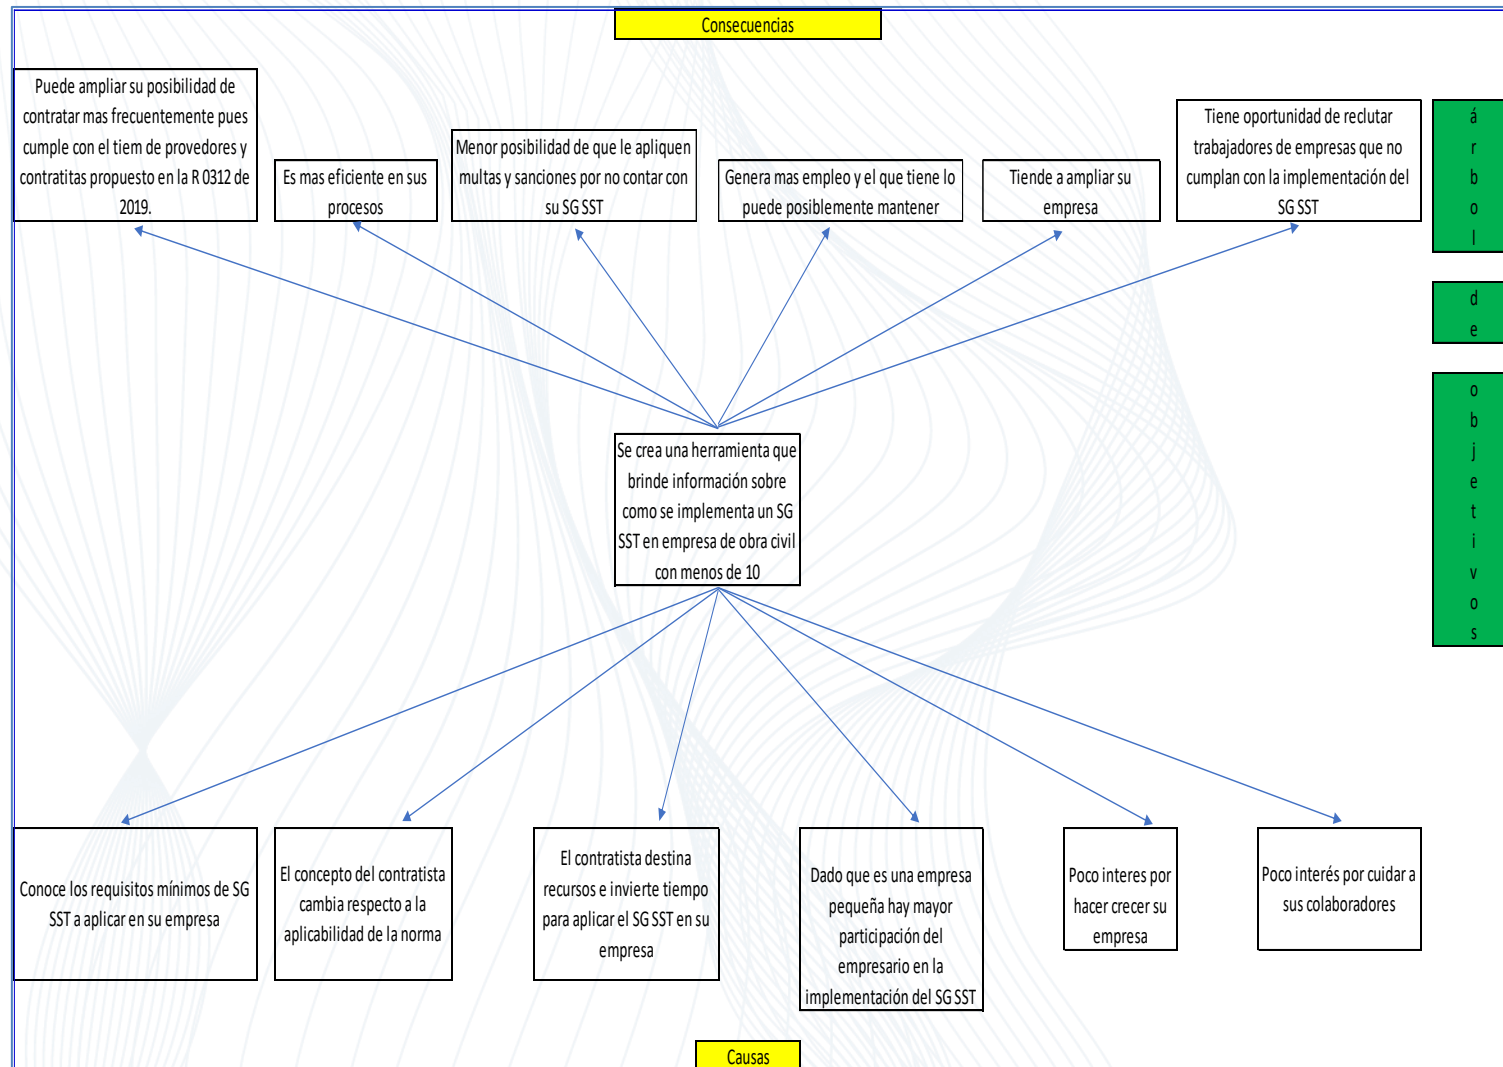 Consecuencias
Puede ampliar su posibilidad de
contratar mas frecuentemente pues
cumple con el tiem de provedores y
contratitas propuesto en la R 0312 de
2019.
Es mas eficiente en sus
procesos
Menor posibilidad de que le apliquen
multas y sanciones por no contar con
su SG SST
Genera mas empleo y el que tiene lo
puede posiblemente mantener
Tiende a ampliar su
empresa
Tiene oportunidad de reclutar
trabajadores de empresas que no
cumplan con la implementación del
SG SST
á
r
b
o
l
d
e
o
b
j
e
t
i
v
o
s
Se crea una herramienta que
brinde información sobre
como se implementa un SG
SST en empresa de obra civil
con menos de 10
Conoce los requisitos mínimos de SG
SST a aplicar en su empresa
El concepto del contratista
cambia respecto a la
aplicabilidad de la norma
El contratista destina
recursos e invierte tiempo
para aplicar el SG SST en su
empresa
Dado que es una empresa
pequeña hay mayor
participación del
empresario en la
implementación del SG SST
Poco interes por
hacer crecer su
empresa
Poco interés por cuidar a
sus colaboradores
Causas